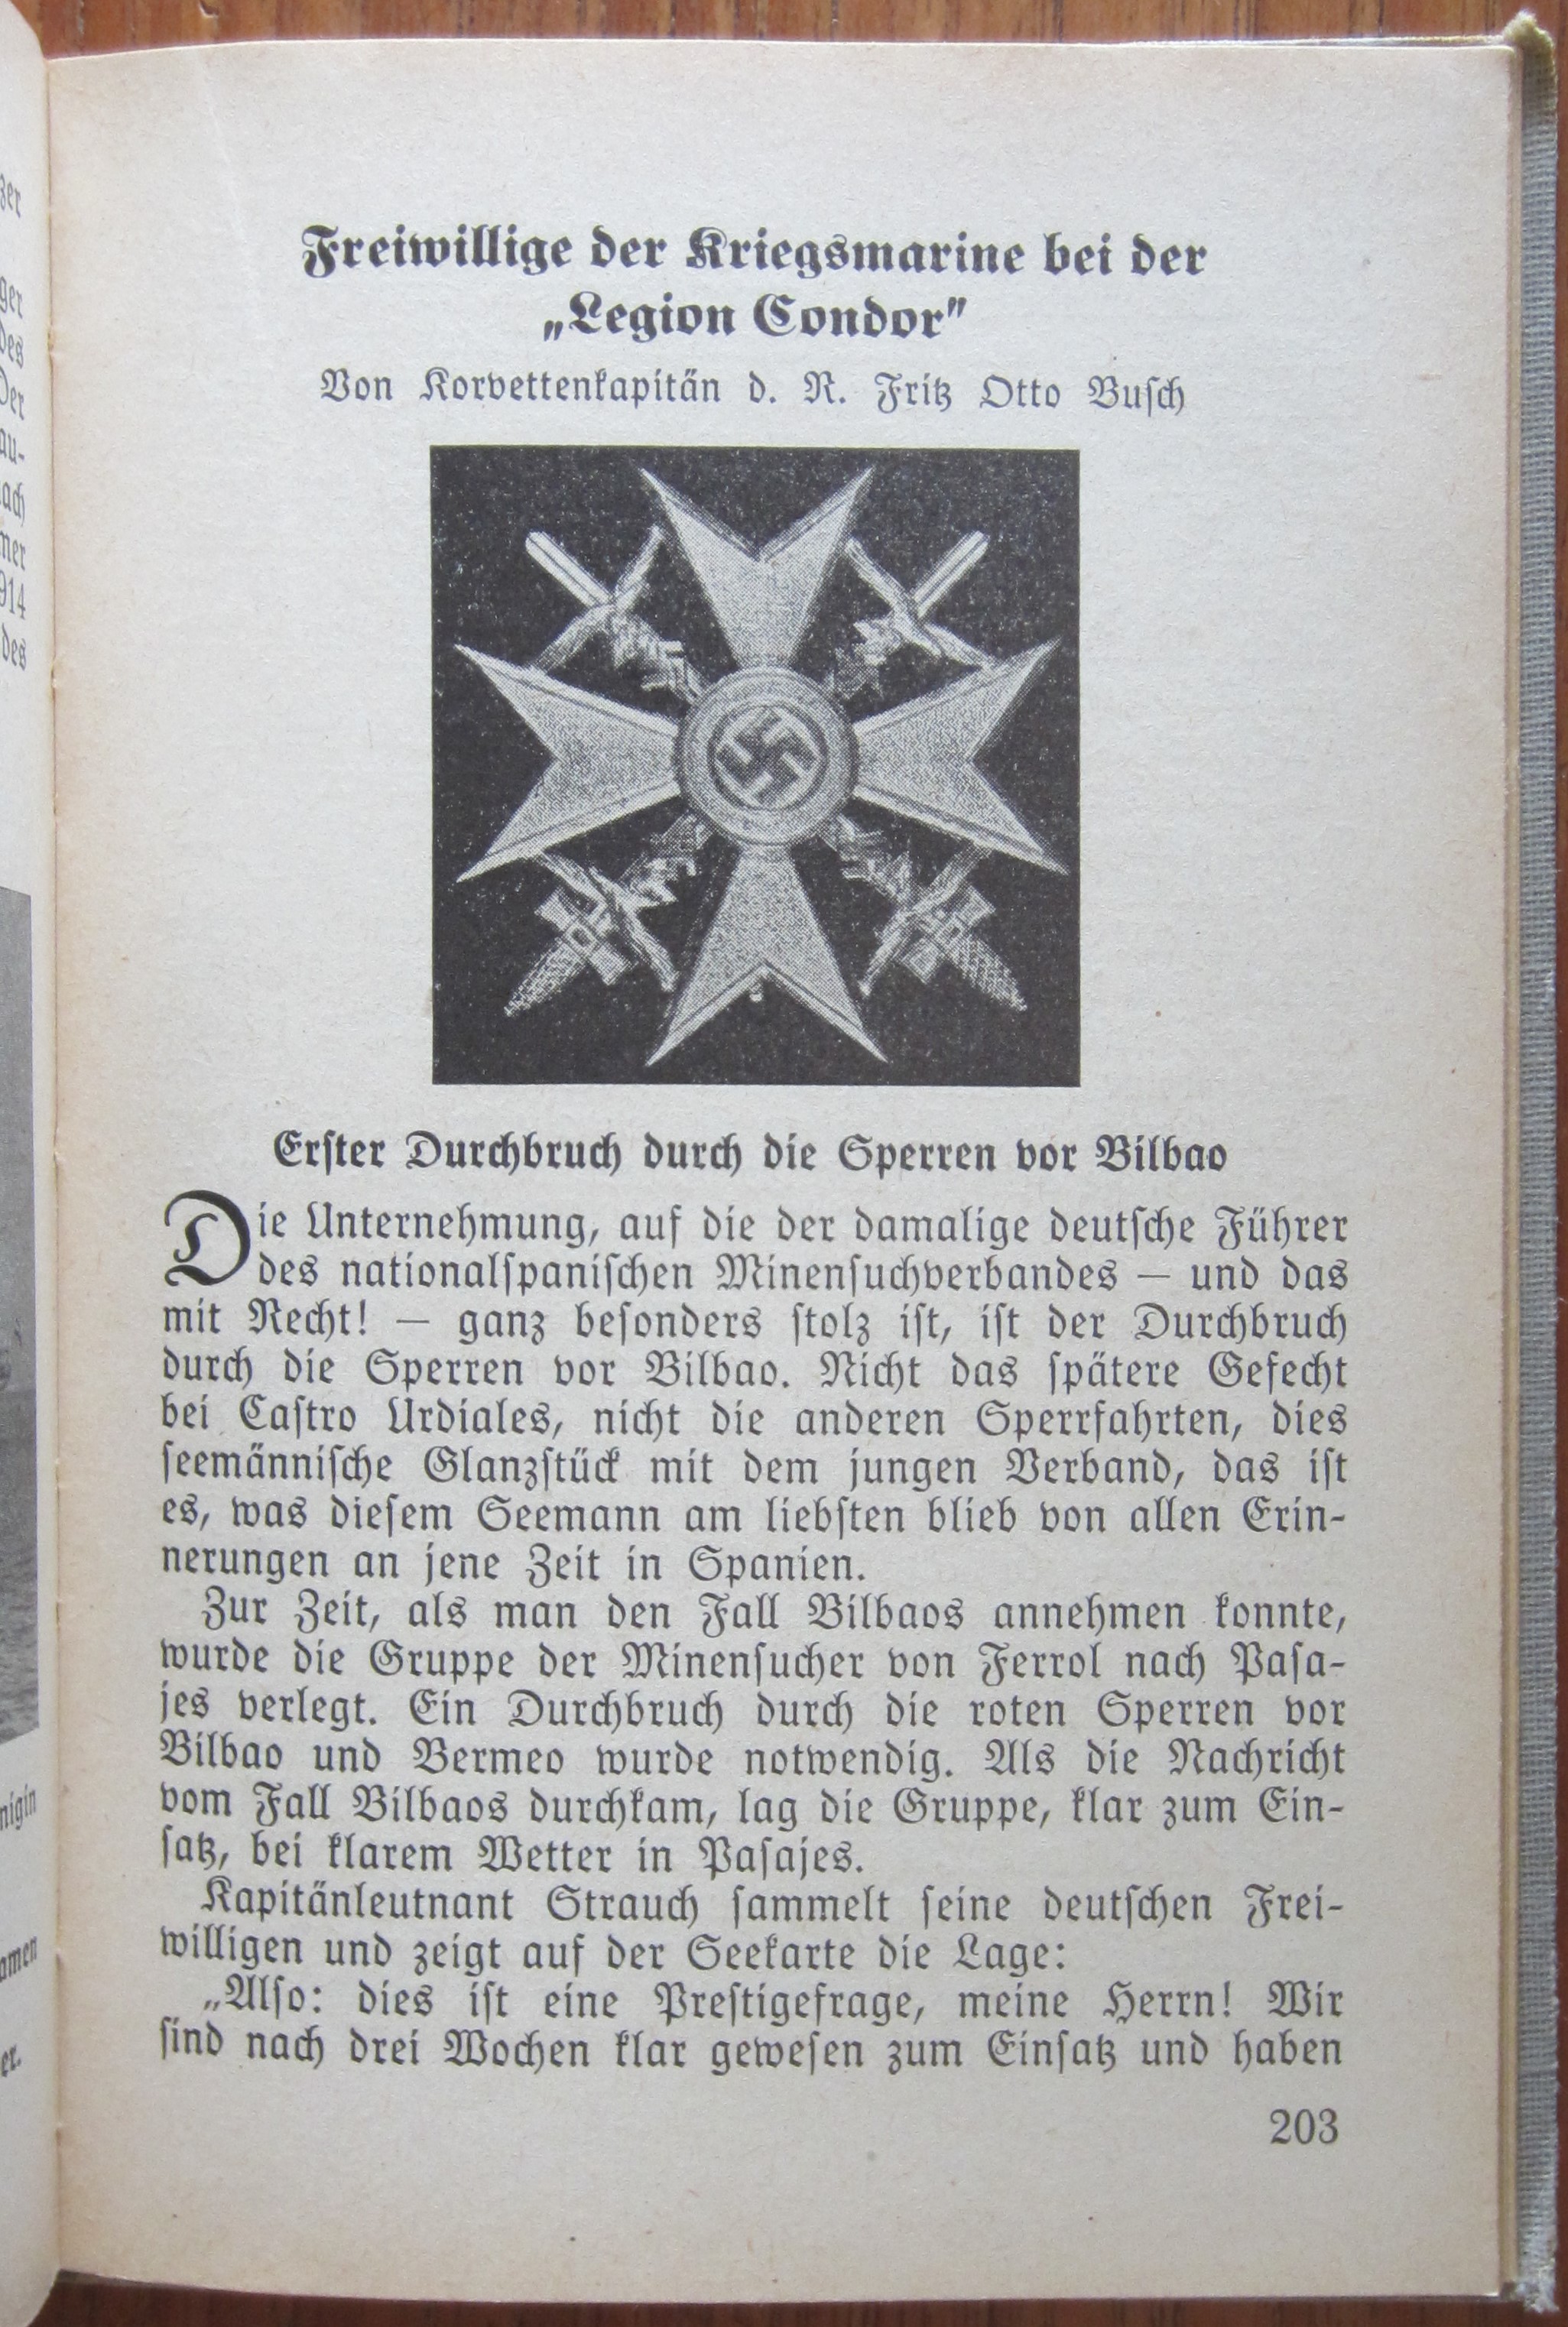 Freiwillige der Kriegsmarine bei der
„Legion Condor"
Von Korvettenkapitän d. R. Fritz Otto Busch
Erster Durchbruch durch die Sperren vor Bilbao
Die Unternehmung, auf die der damalige deutsche Führer
des nationalspanischen Minensuchverbandes — und das
mit Recht! — ganz besonders stolz ist, ist der Durchbruch
durch die Sperren vor Bilbao. Nicht das spätere Gefecht
bei Castro Urdiales, nicht die anderen Sperrfahrten, dies
seemännische Glanzstück mit dem jungen Verband, das ist
es, was diesem Seemann am liebsten blieb von allen Erin-
nerungen an jene Zeit in Spanien.
Zur Zeit, als man den Fall Bilbaos annehmen konnte,
wurde die Gruppe der Minensucher von Ferrol nach Pasa-
jes verlegt. Ein Durchbruch durch die roten Sperren vor
Bilbao und Bermeo wurde notwendig. Als die Nachricht
vom Fall Bilbaos durchkam, lag die Gruppe, klar zum Ein-
satz, bei klarem Wetter in Pasajes.
Kapitänleutnant Strauch sammelt seine deutschen Frei-
willigen und zeigt auf der Seekarte die Lage:
„Also: dies ist eine Prestigefrage, meine Herrn! Wir
sind nach drei Wochen klar gewesen zum Einsatz und haben
203